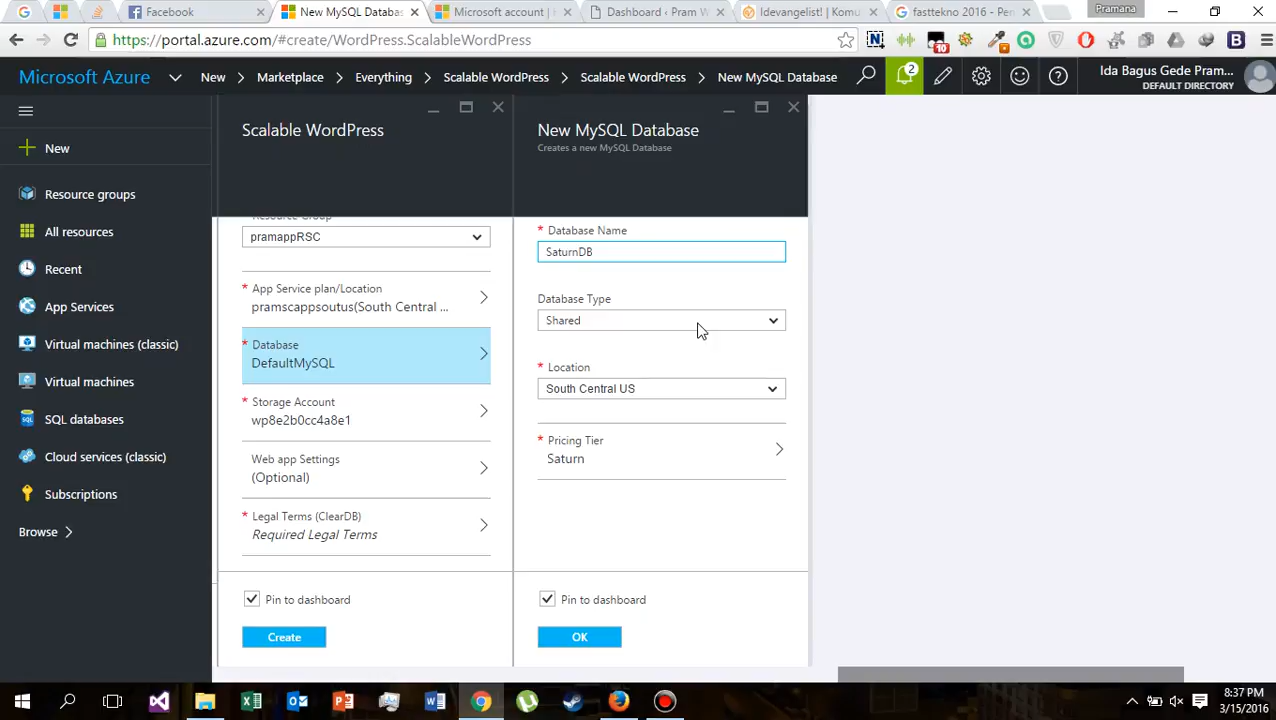 Facebook
New MySQL Databas
Microsoft account |
Dashboard ‹ Pram W
Idevangelist! | Komu
fasttekno 2016 - Pen
Pramana
https://portal.azure.com/#create/WordPress.ScalableWordPress
10
Microsoft Azure
New
Marketplace
Everything
Scalable WordPress
Scalable WordPress
New MySQL Database
2
Ida Bagus Gede Pram...
DEFAULT DIRECTORY
New
Resource groups
All resources
Recent
App Services
Virtual machines (classic)
Virtual machines
SQL databases
Cloud services (classic)
Subscriptions
Browse
Scalable WordPress
Resource Group
pramappRSC
* App Service plan/Location
pramscappsoutus(South Central ...
* Database
DefaultMySQL
* Storage Account
wp8e2b0cc4a8e1
Web app Settings
(Optional)
* Legal Terms (ClearDB)
Required Legal Terms
Pin to dashboard
Create
New MySQL Database
Creates a new MySQL Database
* Database Name
SaturnDB
Database Type
Shared
* Location
South Central US
* Pricing Tier
Saturn
Pin to dashboard
OK
8:37 PM
3/15/2016